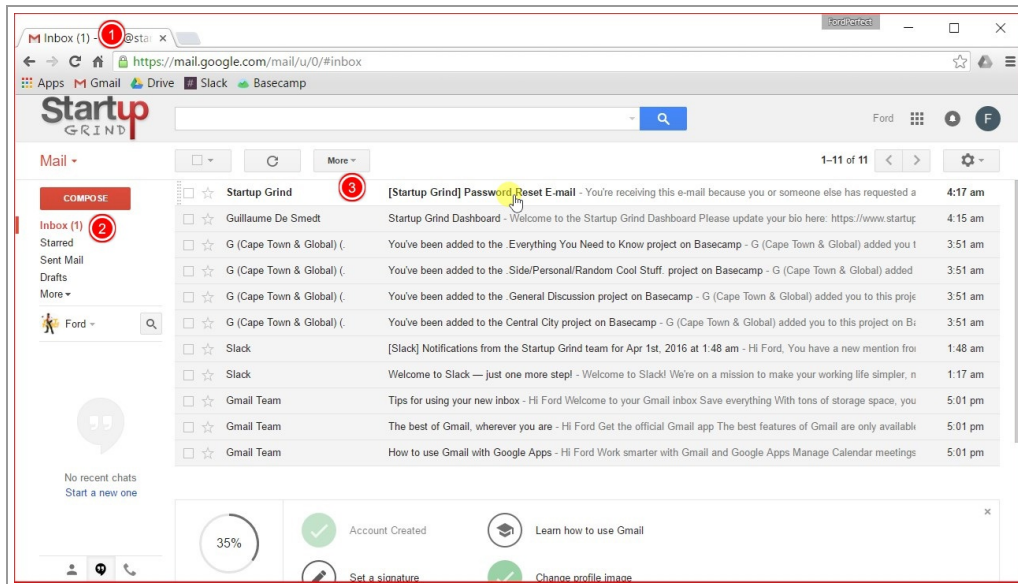 FordPerfect
Inbox (1) - @sta
1
https://mail.google.com/mail/u/0/#inbox
Apps Gmail Drive Slack Basecamp
Startup
GRIND
Ford F
Mail
More 1–11 of 11
3
COMPOSE
Startup Grind [Startup Grind] Password Reset E-mail - You're receiving this e-mail because you or someone else has requested a 4:17 am
Inbox (1)
2
Guillaume De Smedt Startup Grind Dashboard - Welcome to the Startup Grind Dashboard Please update your bio here: https://www.startup 4:15 am
Starred
G (Cape Town & Global) (. You've been added to the .Everything You Need to Know project on Basecamp - G (Cape Town & Global) added you t 3:51 am
Sent Mail
Drafts
G (Cape Town & Global) (. You've been added to the .Side/Personal/Random Cool Stuff. project on Basecamp - G (Cape Town & Global) added 3:51 am
More
G (Cape Town & Global) (. You've been added to the .General Discussion project on Basecamp - G (Cape Town & Global) added you to this proje 3:51 am
Ford
G (Cape Town & Global) (. You've been added to the Central City project on Basecamp - G (Cape Town & Global) added you to this project on Ba 3:51 am
Slack [Slack] Notifications from the Startup Grind team for Apr 1st, 2016 at 1:48 am - Hi Ford, You have a new mention from 1:48 am
Slack Welcome to Slack — just one more step! - Welcome to Slack! We're on a mission to make your working life simpler, n 1:17 am
Gmail Team Tips for using your new inbox - Hi Ford Welcome to your Gmail inbox Save everything With tons of storage space, you 5:01 pm
Gmail Team The best of Gmail, wherever you are - Hi Ford Get the official Gmail app The best features of Gmail are only available 5:01 pm
Gmail Team How to use Gmail with Google Apps - Hi Ford Work smarter with Gmail and Google Apps Manage Calendar meetings 5:01 pm
No recent chats
Start a new one
35% Account Created Learn how to use Gmail
Set a signature Change profile image